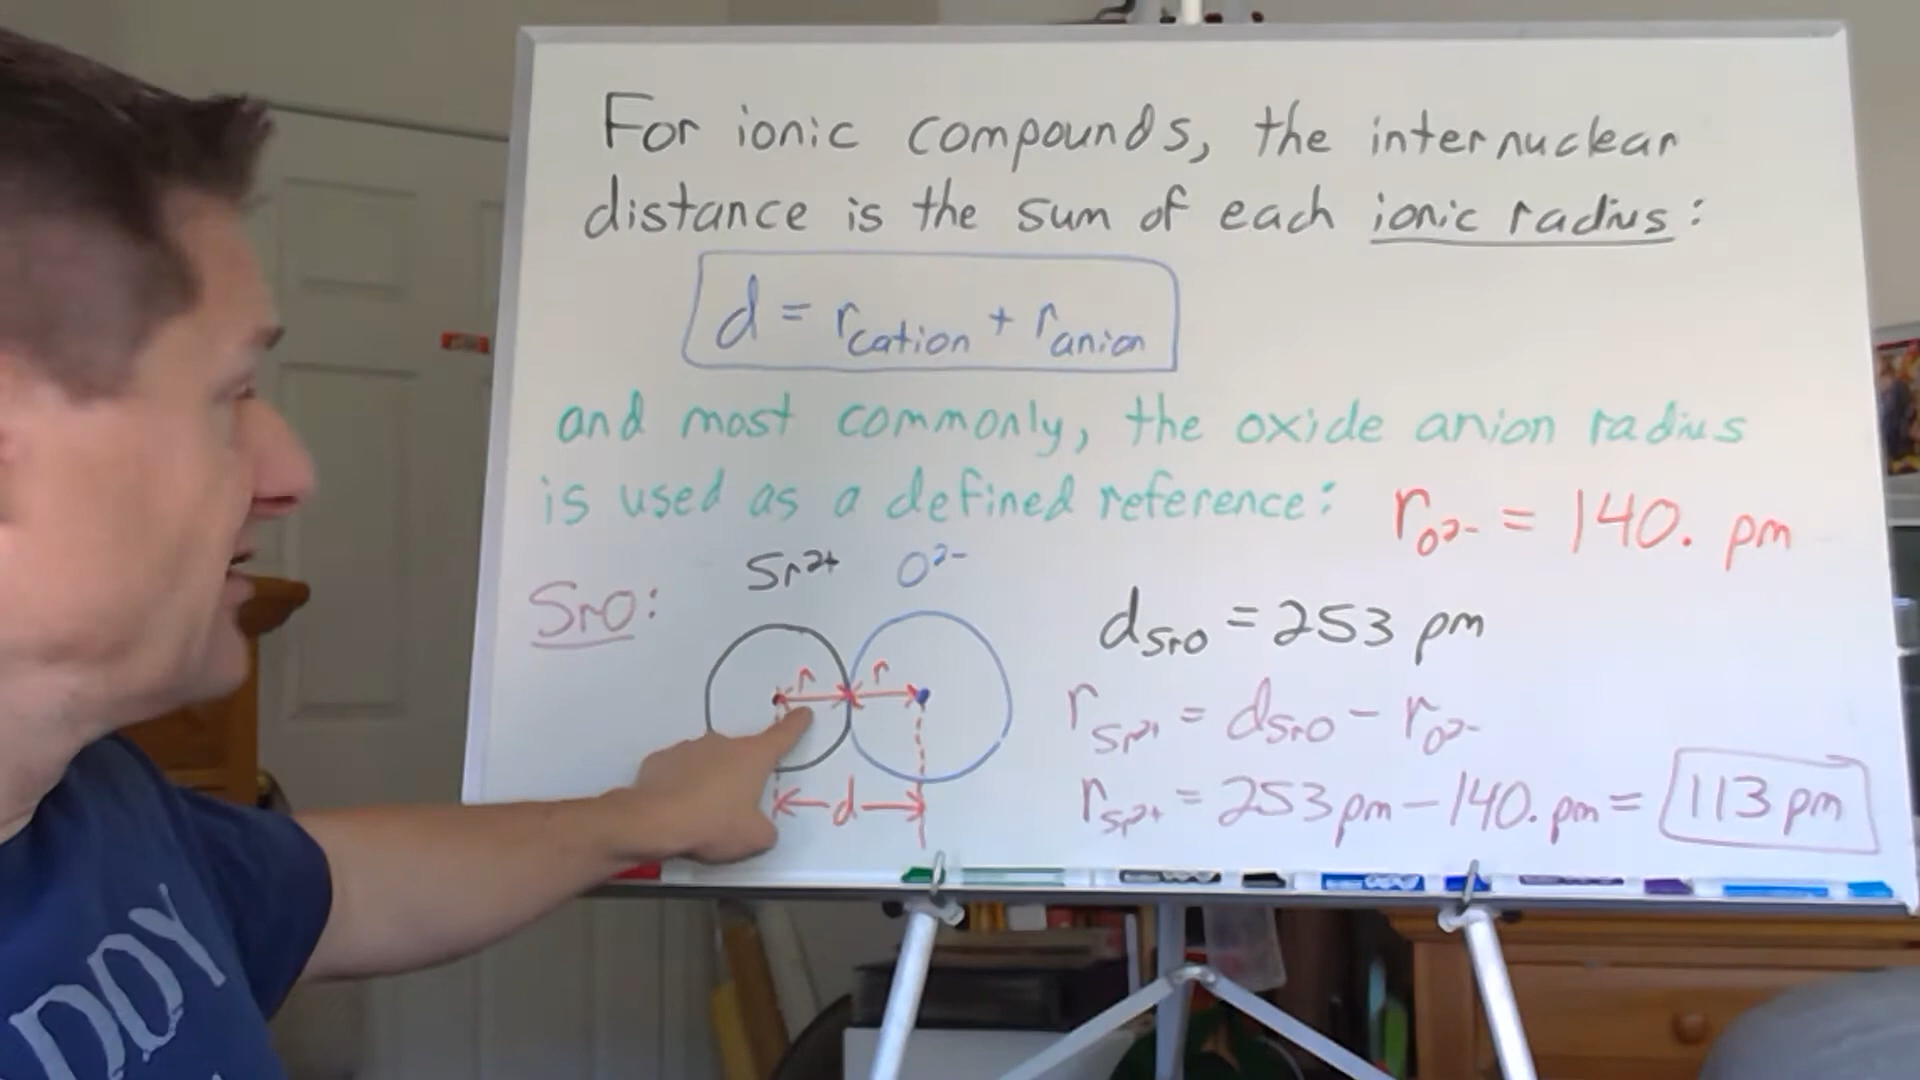 For ionic compounds, the internuclear
distance is the sum of each ionic radius:
d = rcation + ranion
and most commonly, the oxide anion radius
is used as a defined reference: rO2- = 140. pm
SrO:
Sr2+ O2-
r r
d
dSrO = 253 pm
rSr2+ = dSrO - rO2-
rSr2+ = 253 pm - 140. pm = 113 pm
DDY